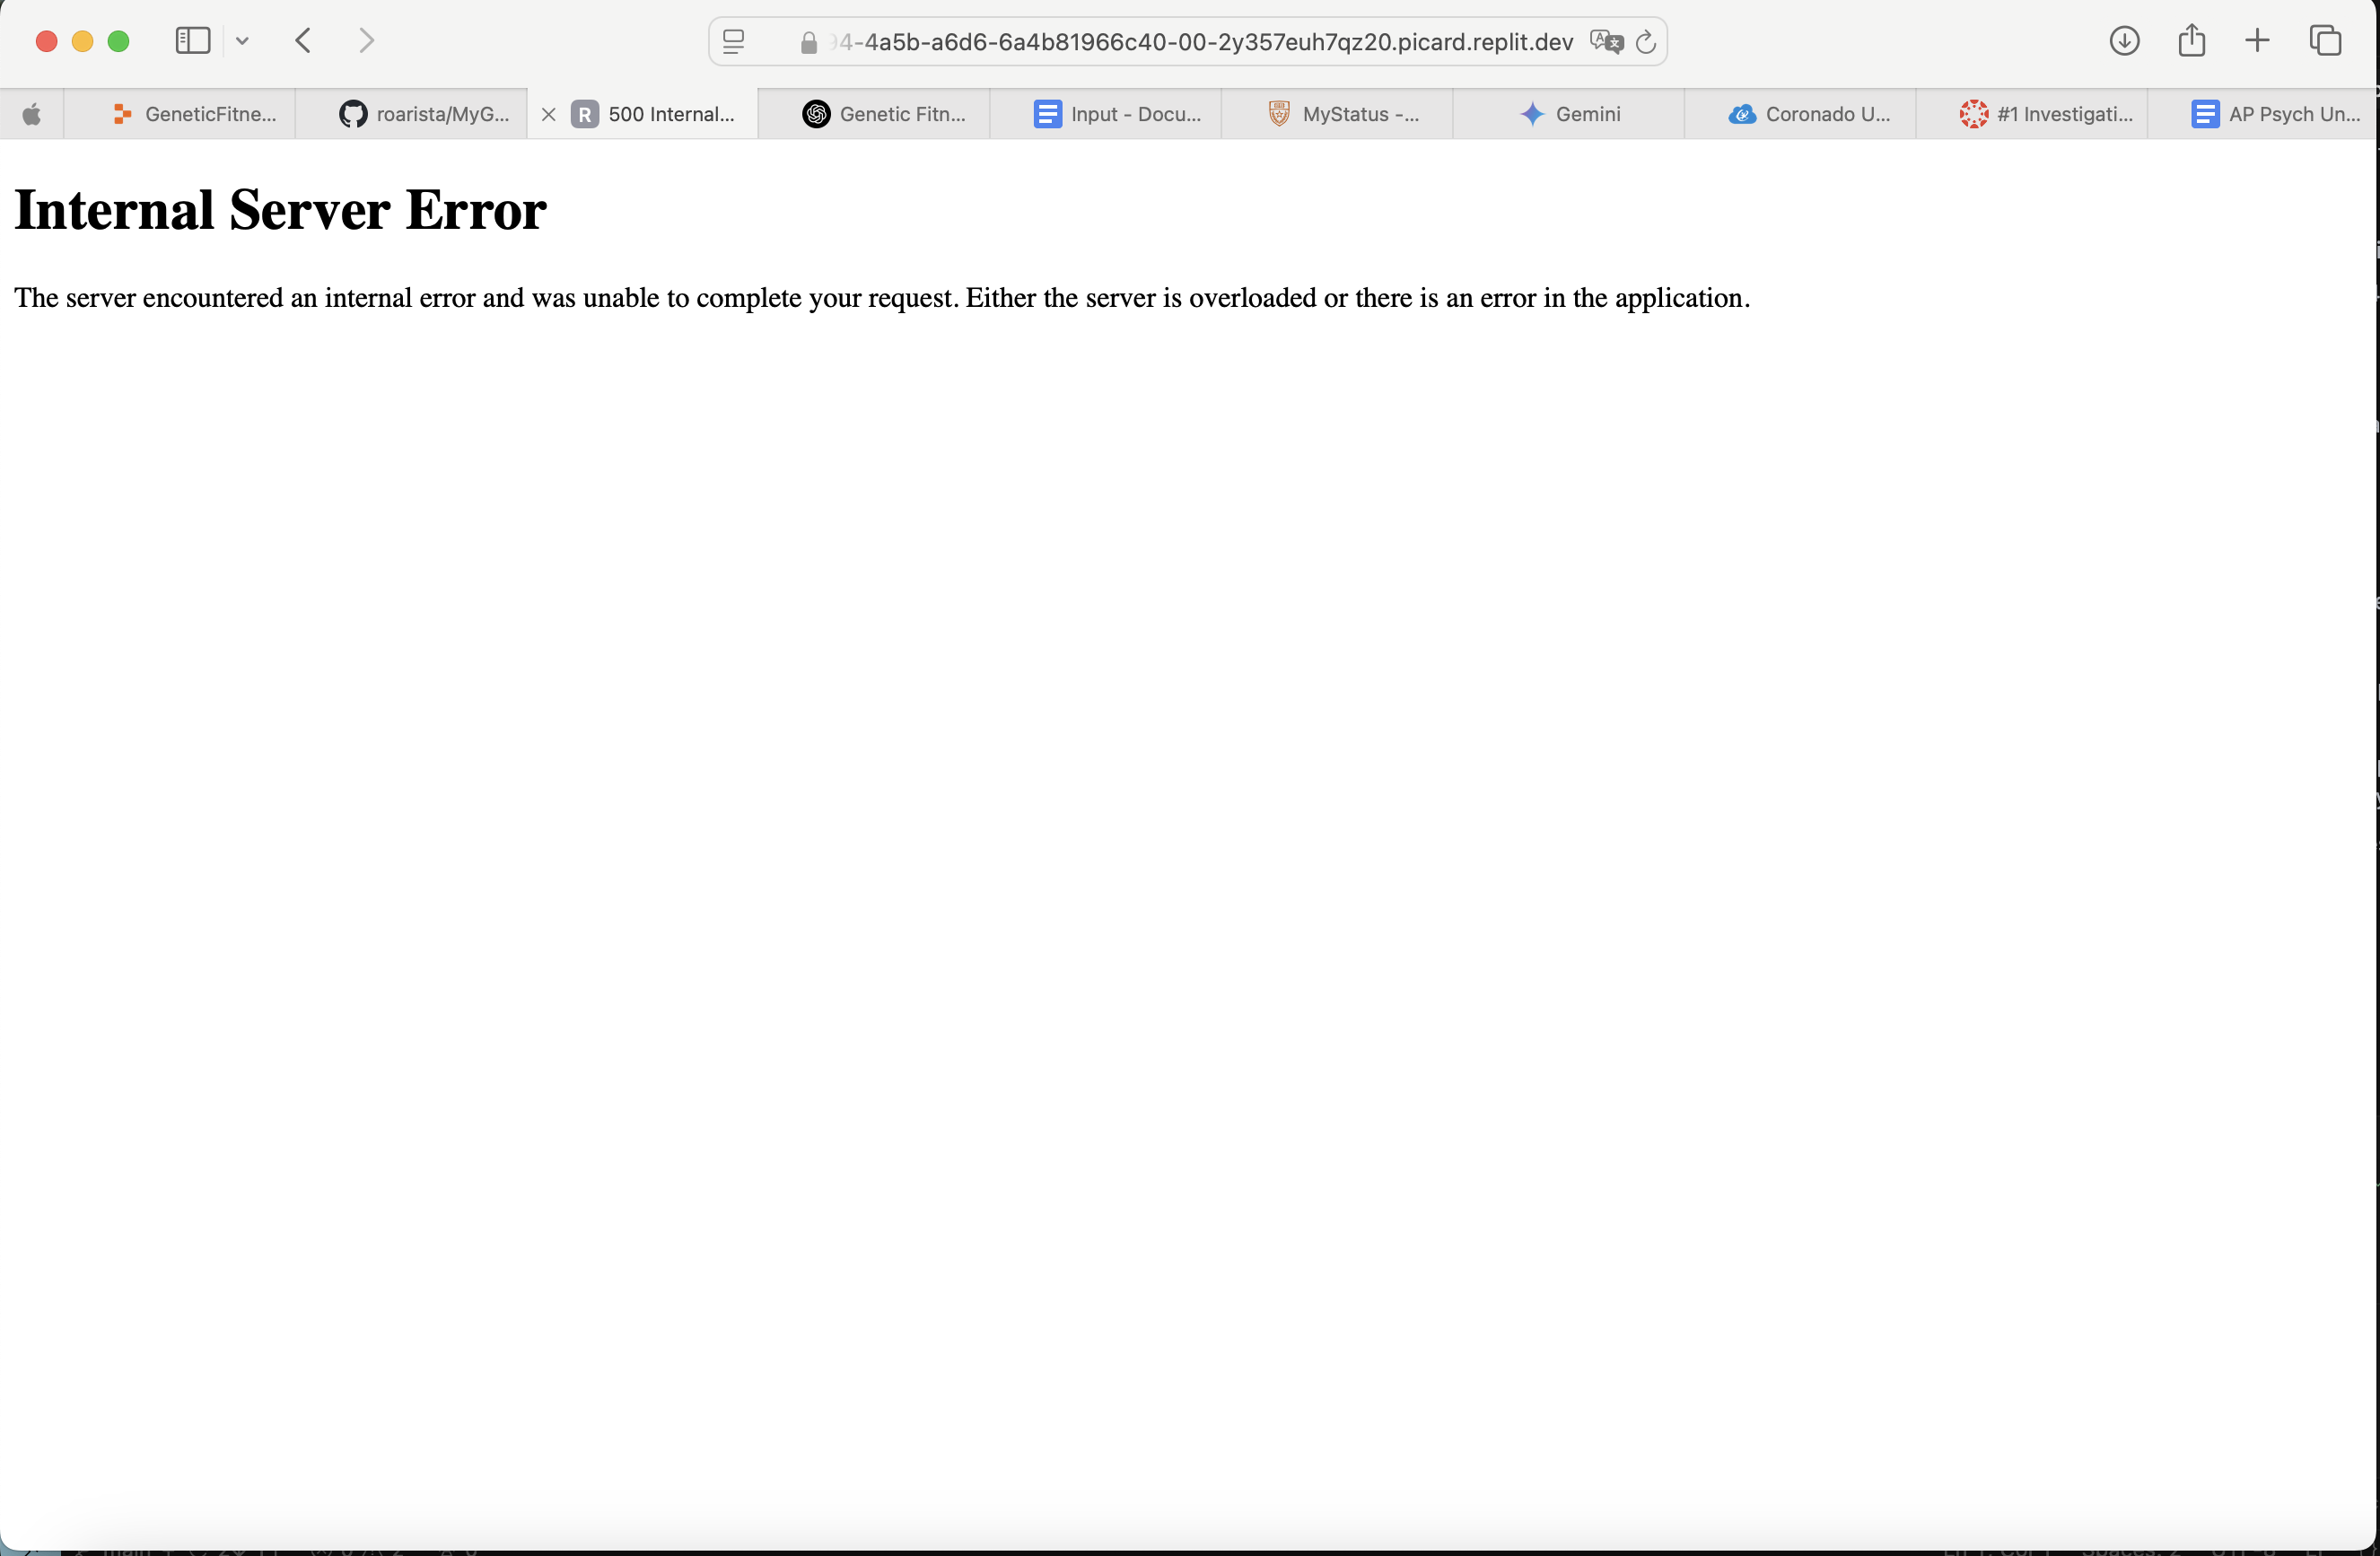 94-4a5b-a6d6-6a4b81966c40-00-2y357euh7qz20.picard.replit.dev
GeneticFitne...
roarista/MyG...
R 500 Internal...
Genetic Fitn...
Input - Docu...
MyStatus -...
Gemini
Coronado U...
#1 Investigati...
AP Psych Un...
Internal Server Error
The server encountered an internal error and was unable to complete your request. Either the server is overloaded or there is an error in the application.